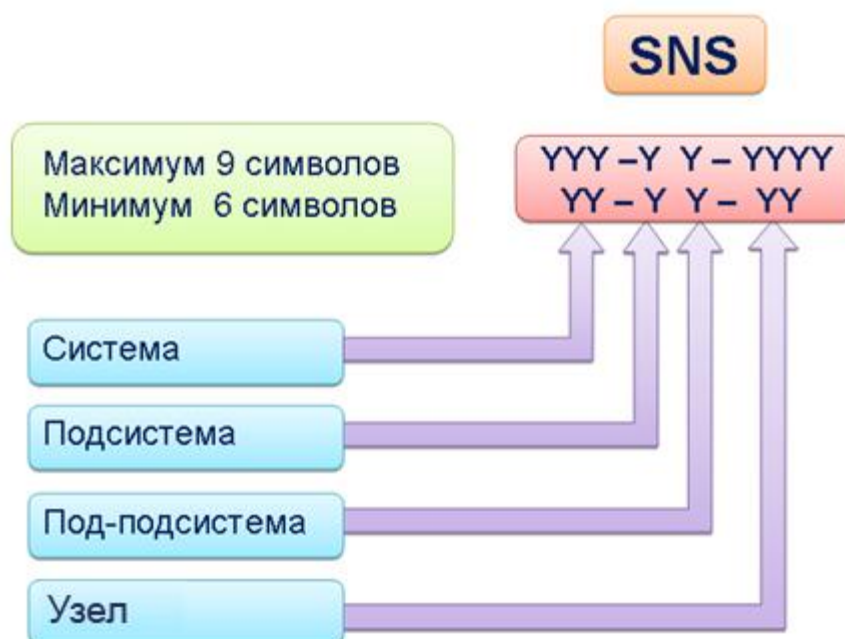 SNS
Максимум 9 символов
Минимум 6 символов
YYY –Y Y – YYYY
YY – Y Y – YY
Система
Подсистема
Под-подсистема
Узел